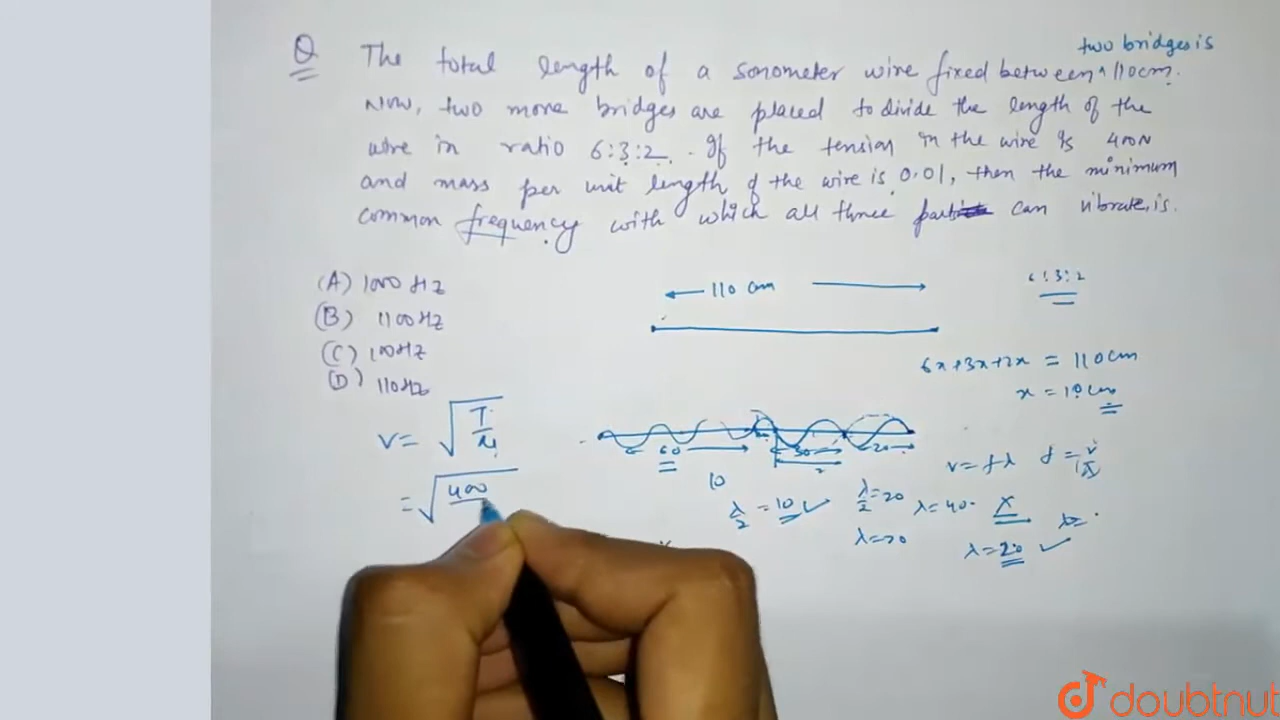 two bridges is
Q The total length of a sonometer wire fixed between ^ 110cm.
Now, two more bridges are placed to divide the length of the
wire in ratio 6:3:2. If the tension in the wire is 400N
and mass per unit length of the wire is 0.01, then the minimum
common frequency with which all three parts can vibrate, is.
(A) 1000 Hz
(B) 1100 Hz
(C) 100 Hz
(D) 110 Hz
110 cm
6:3:2
6x+3x+2x = 110cm
x = 10 cm
V = √T/μ
= √400
60
30
20
10
λ/2 = 10 ✓
λ/2 = 20
λ = 40
λ = 20 ✓
v = fλ
f = v/λ
λ =
doubtnut